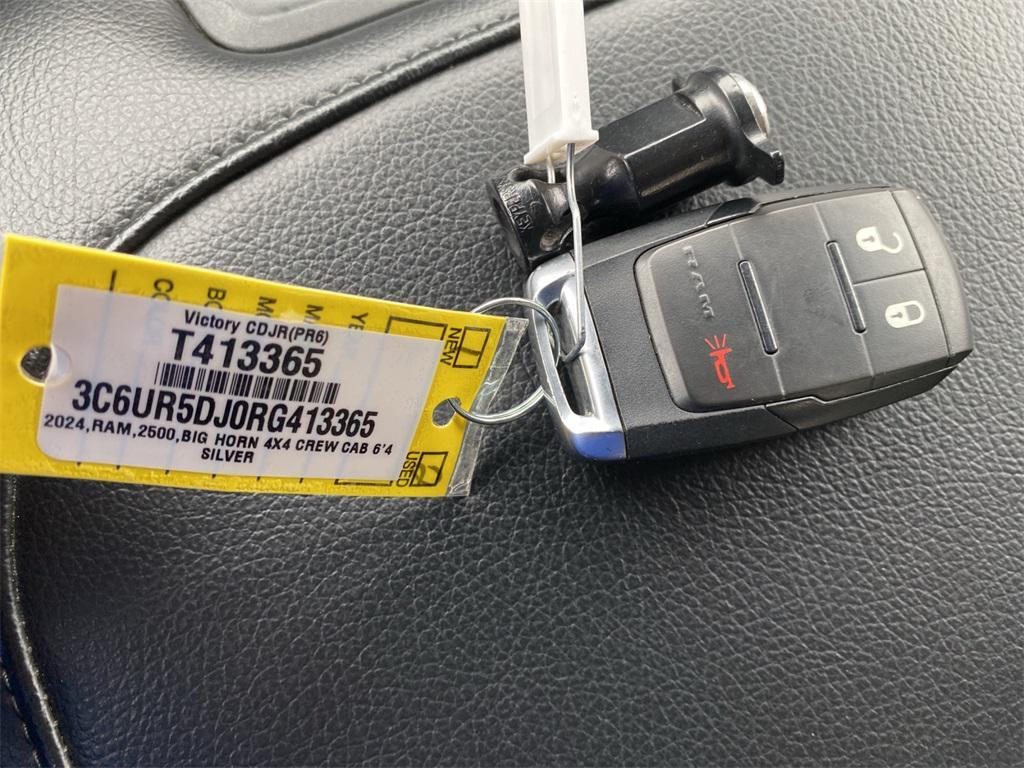 Victory CDJR(PR6)
T413365
3C6UR5DJ0RG413365
2024,RAM,2500,BIG HORN 4X4 CREW CAB 6'4
SILVER
NEW
USED
RAM